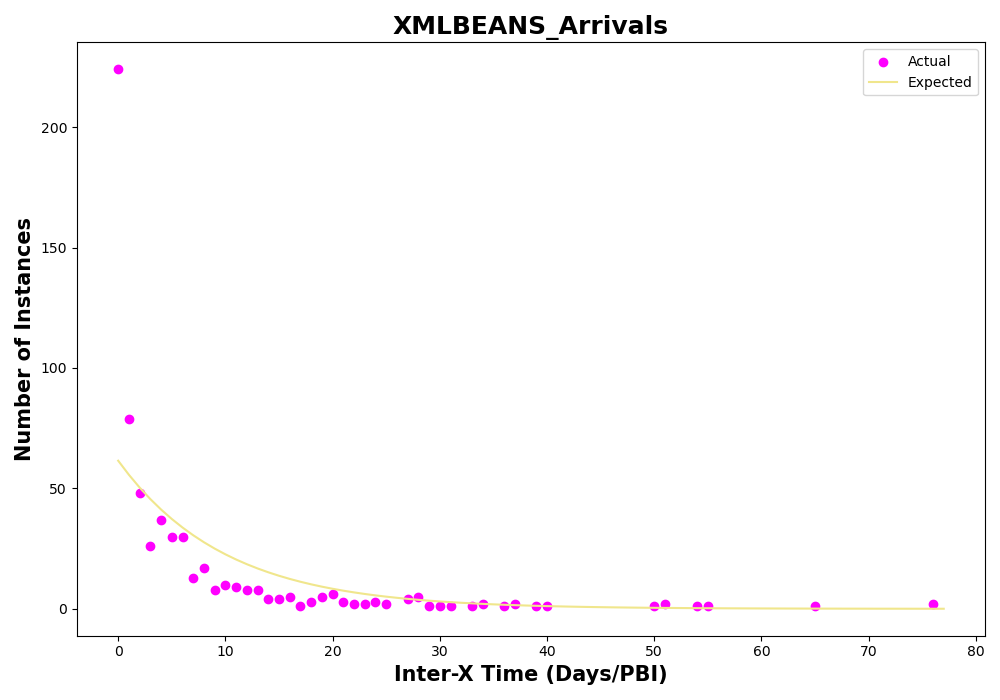 XMLBEANS_Arrivals
Actual
Expected
Number of Instances
200
150
100
50
0
0 10 20 30 40 50 60 70 80
Inter-X Time (Days/PBI)